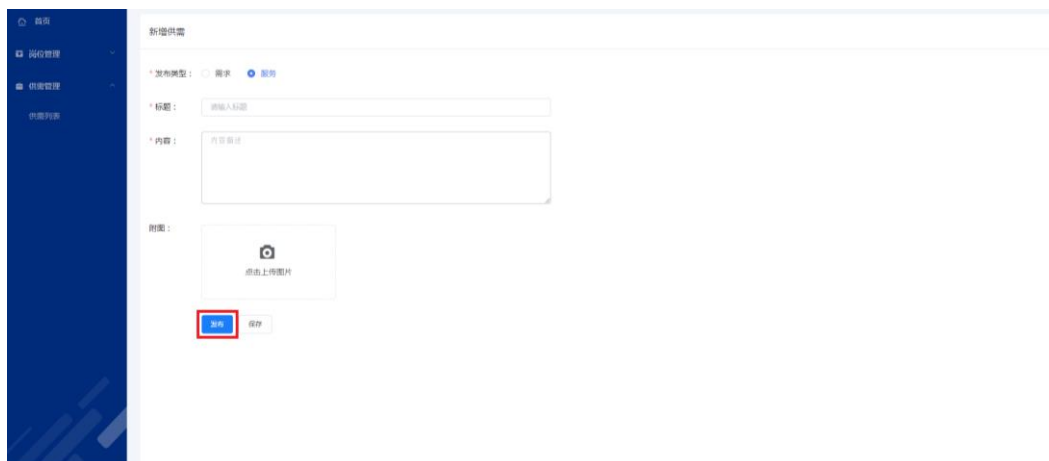 首页
新增供需
岗位管理
* 发布类型： 需求 服务
供需管理
* 标题： 请输入标题
供需列表
* 内容： 内容描述
附图：
点击上传图片
发布 保存